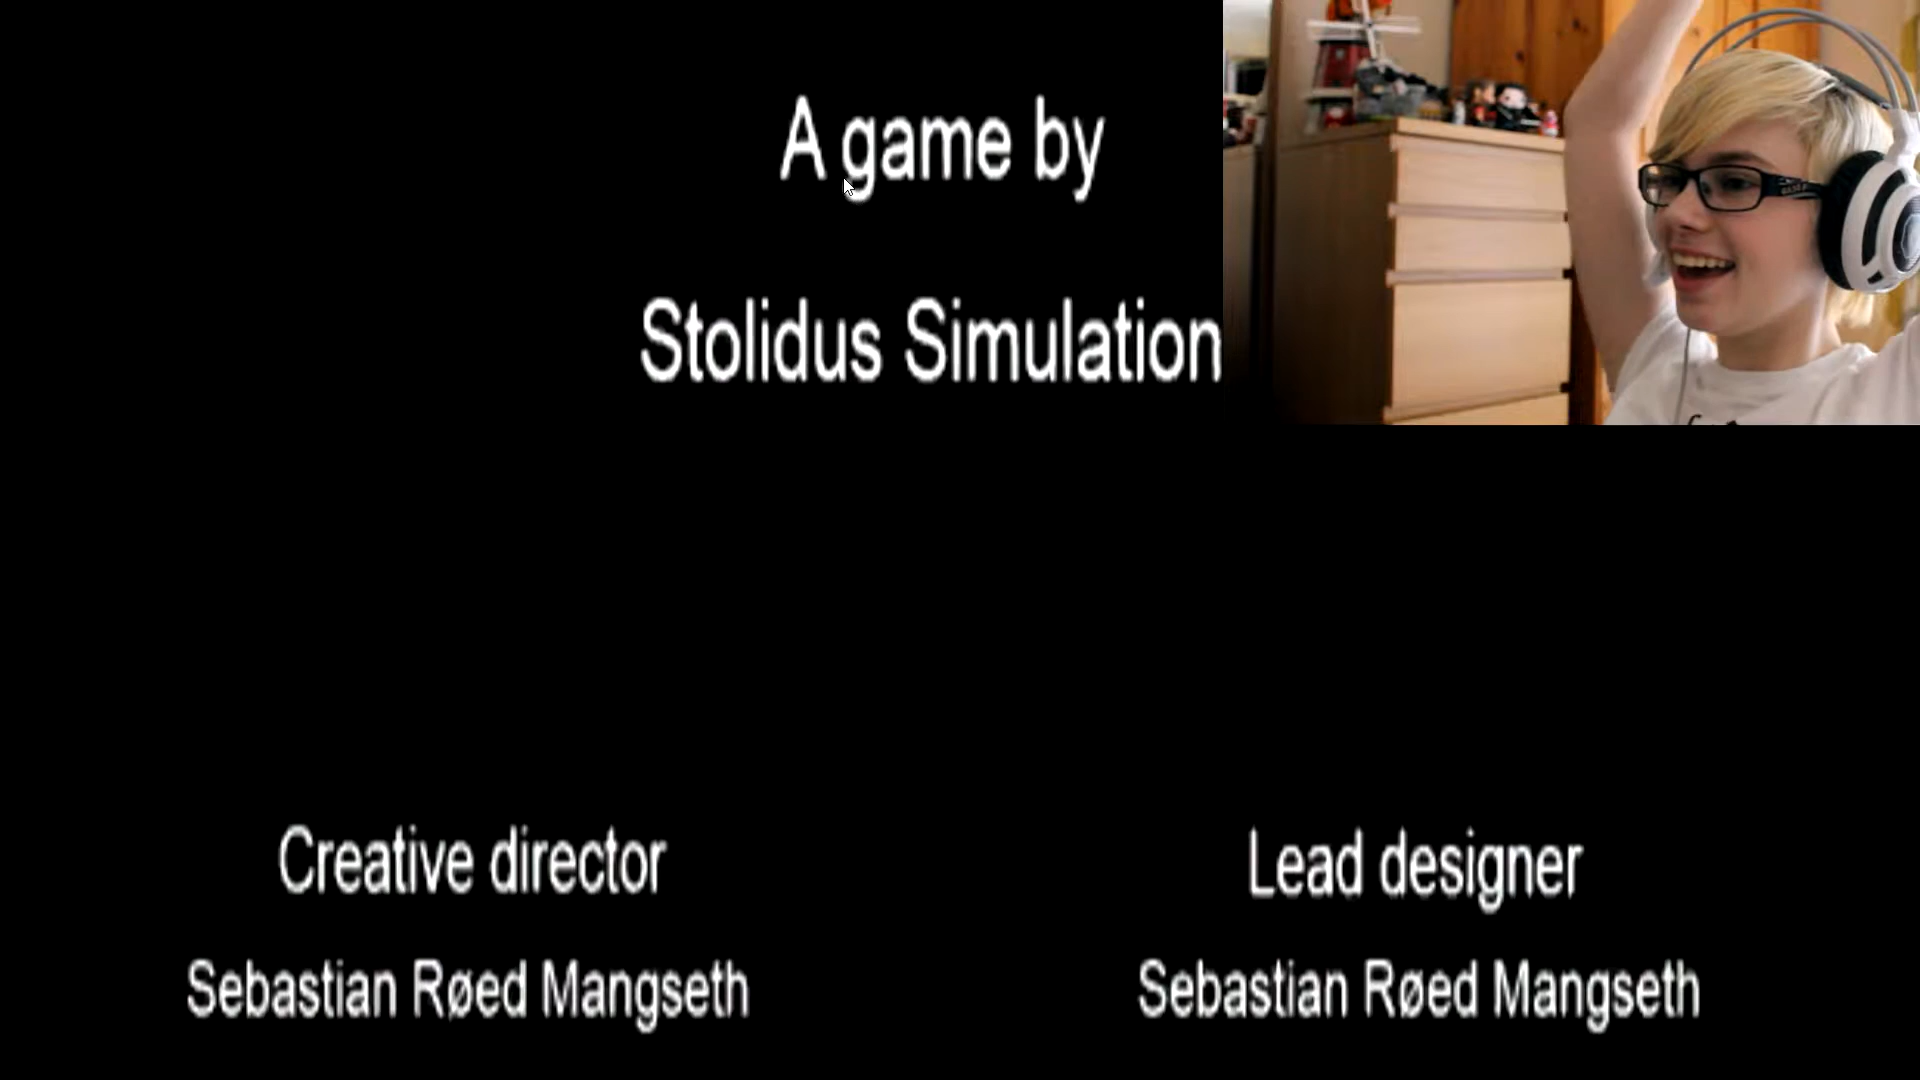 A game by
Stolidus Simulation
Creative director
Lead designer
Sebastian Røed Mangseth
Sebastian Røed Mangseth